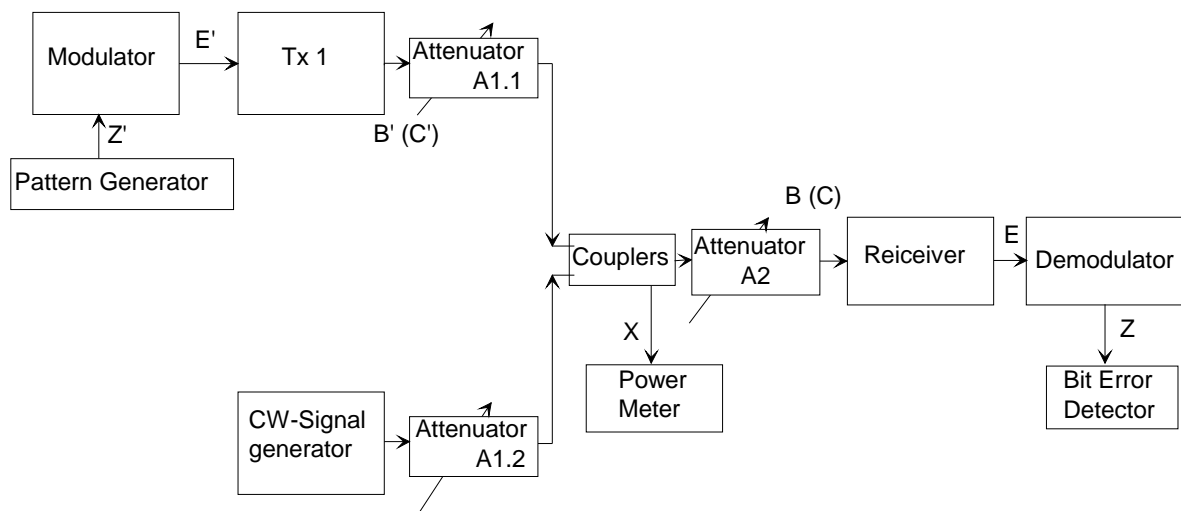 Modulator
E'
Tx 1
Attenuator
A1.1
B' (C')
Z'
Pattern Generator
B (C)
Couplers
Attenuator
A2
Reiceiver
E
Demodulator
X
Z
Power
Meter
Bit Error
Detector
CW-Signal
generator
Attenuator
A1.2